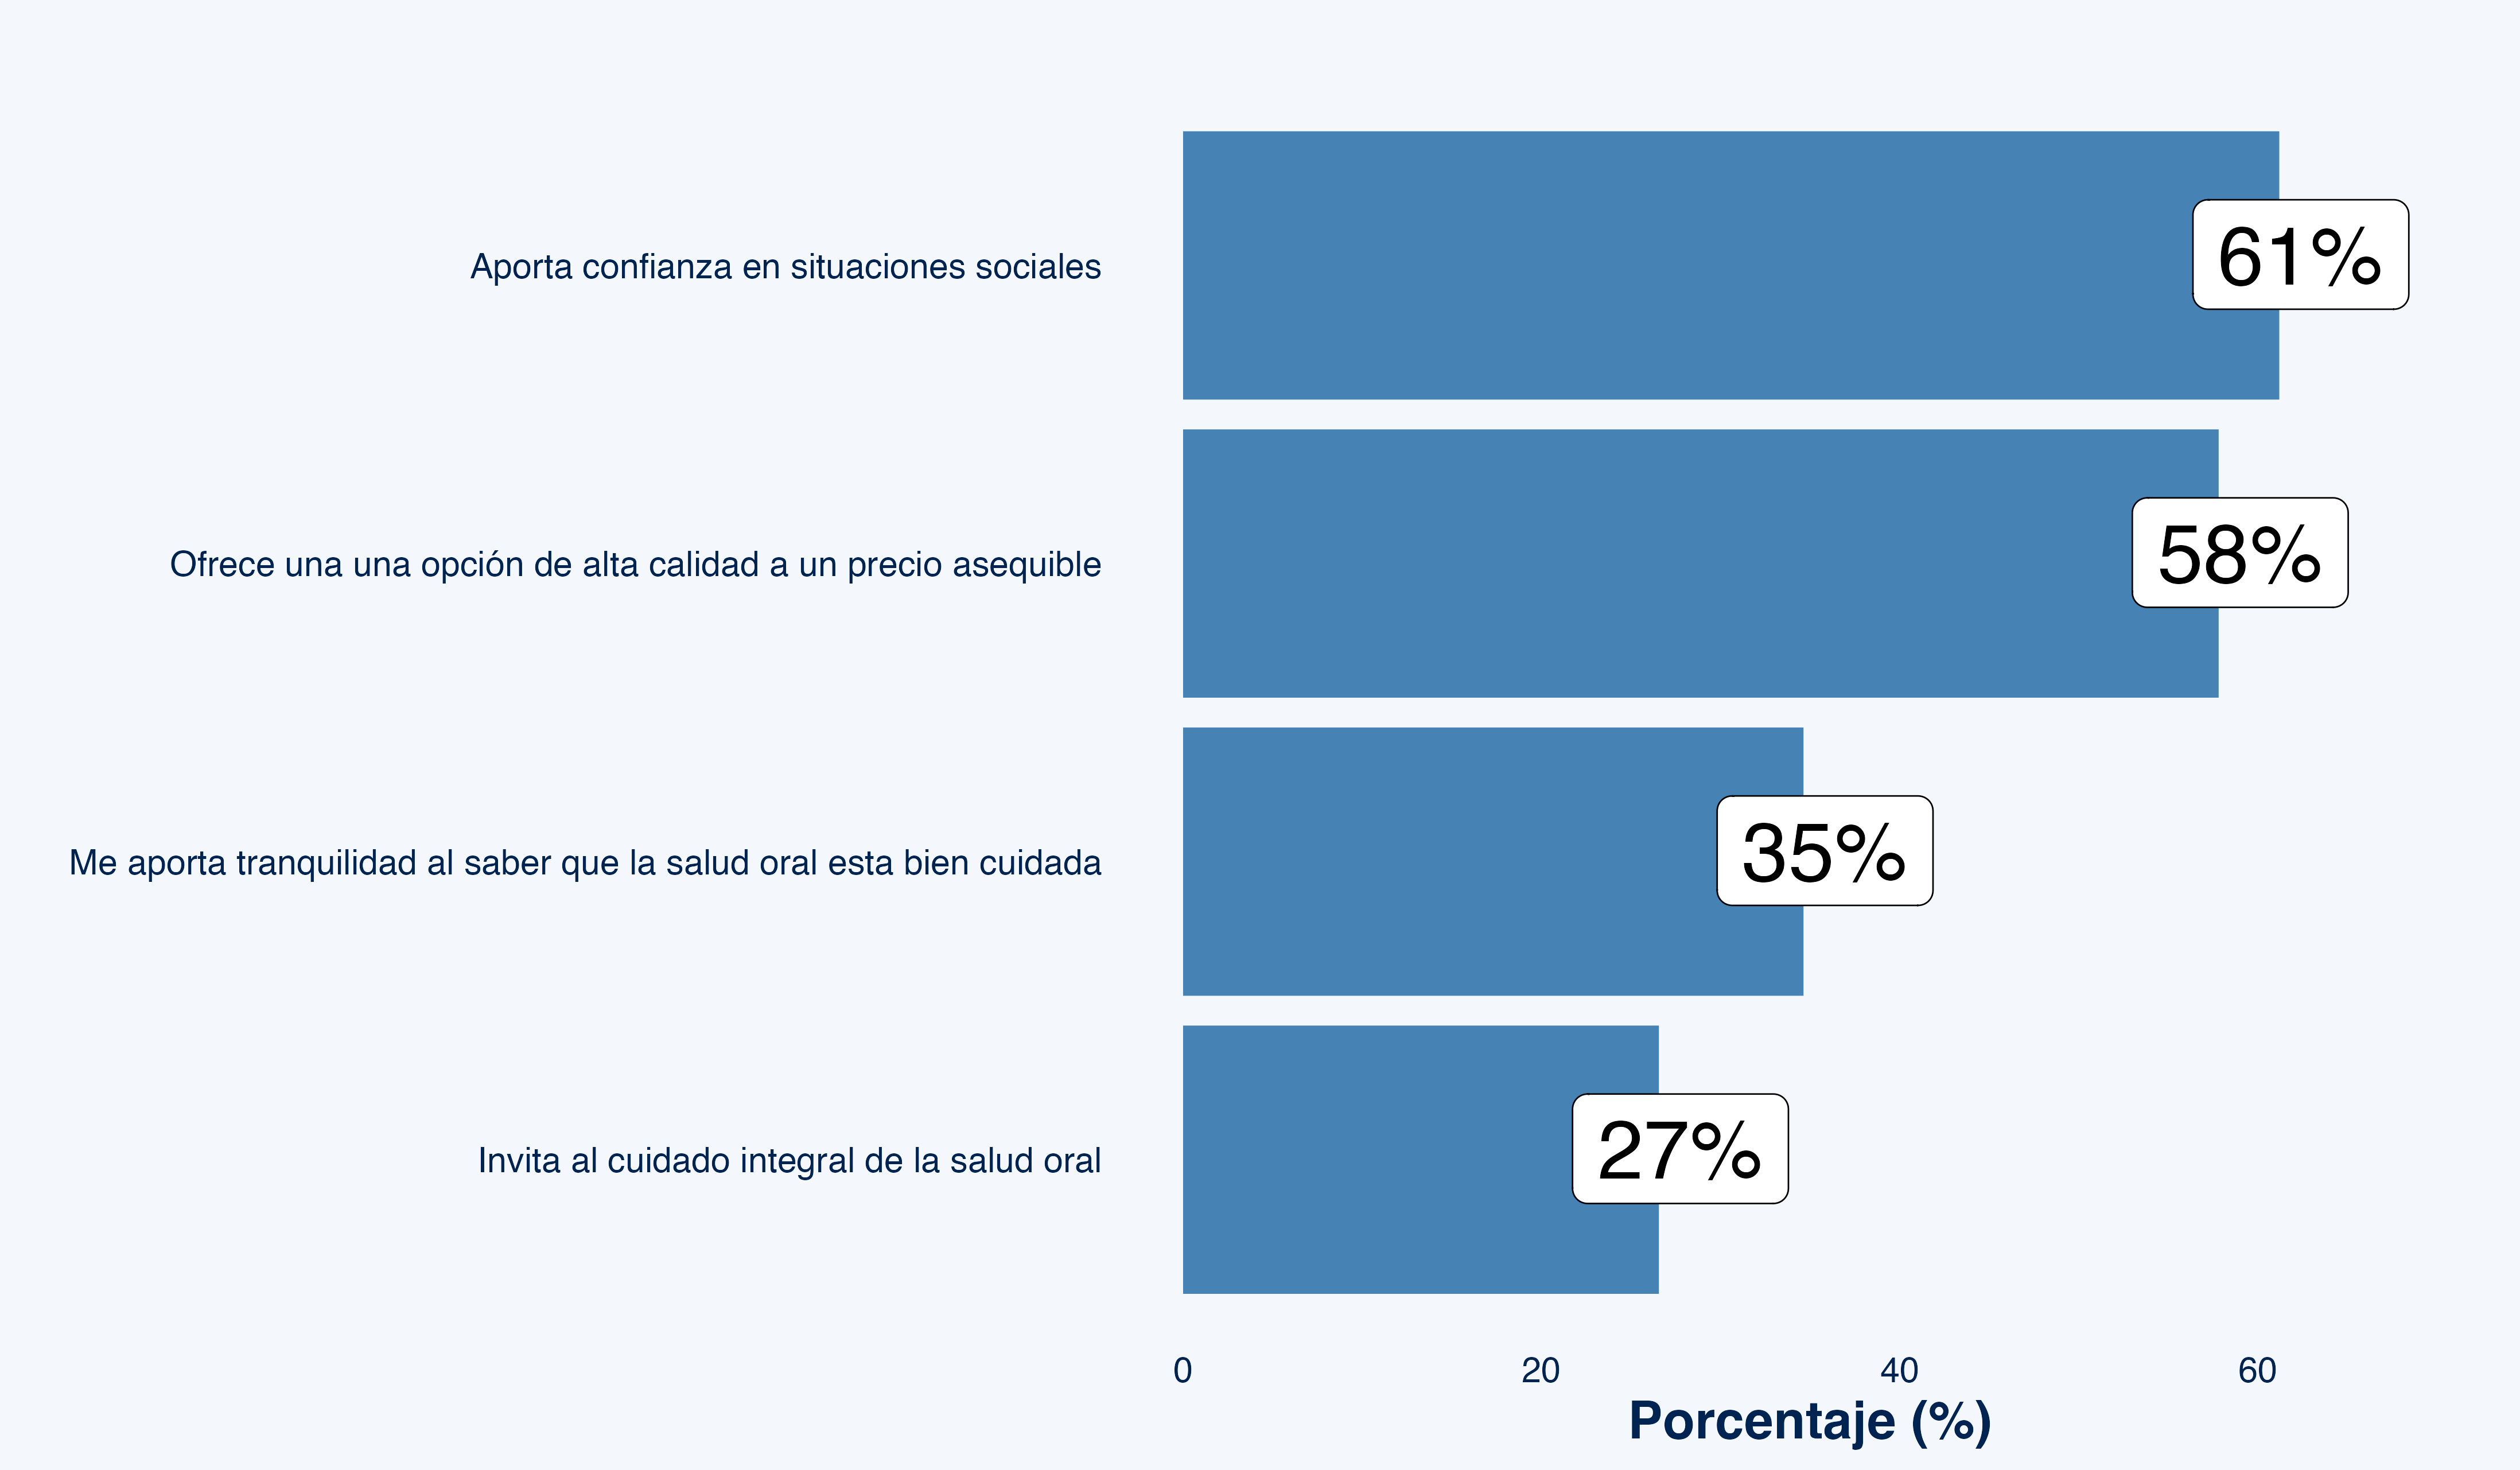 Aporta confianza en situaciones sociales
61%
Ofrece una una opción de alta calidad a un precio asequible
58%
Me aporta tranquilidad al saber que la salud oral esta bien cuidada
35%
Invita al cuidado integral de la salud oral
27%
0 20 40 60
Porcentaje (%)